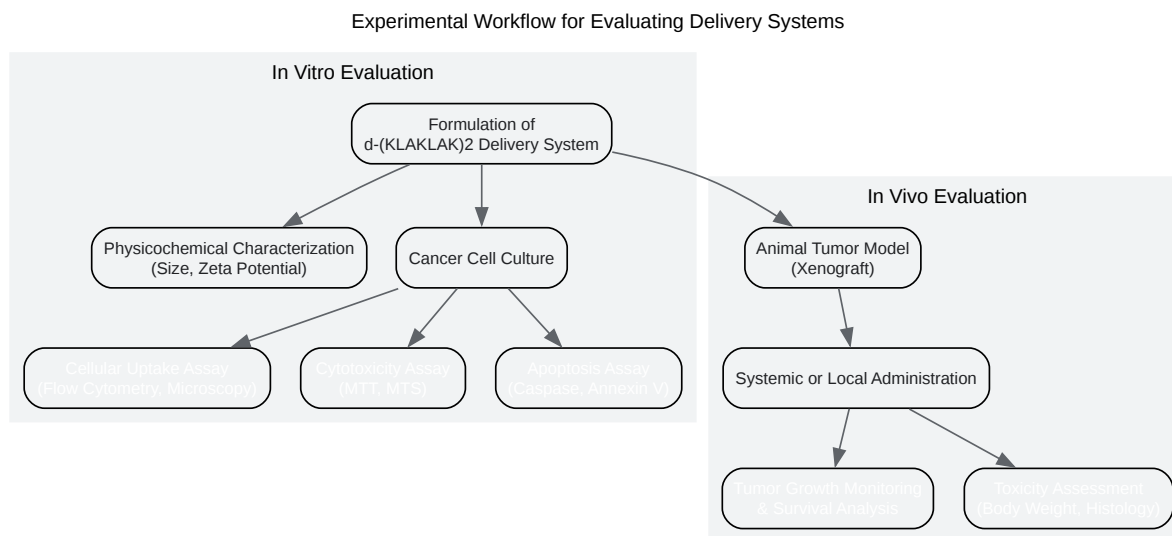 Experimental Workflow for Evaluating Delivery Systems
In Vitro Evaluation
Formulation of
d-(KLAKLAK)2 Delivery System
In Vivo Evaluation
Physicochemical Characterization
(Size, Zeta Potential)
Cancer Cell Culture
Animal Tumor Model
(Xenograft)
Cellular Uptake Assay
(Flow Cytometry, Microscopy)
Cytotoxicity Assay
(MTT, MTS)
Apoptosis Assay
(Caspase, Annexin V)
Systemic or Local Administration
Tumor Growth Monitoring
& Survival Analysis
Toxicity Assessment
(Body Weight, Histology)